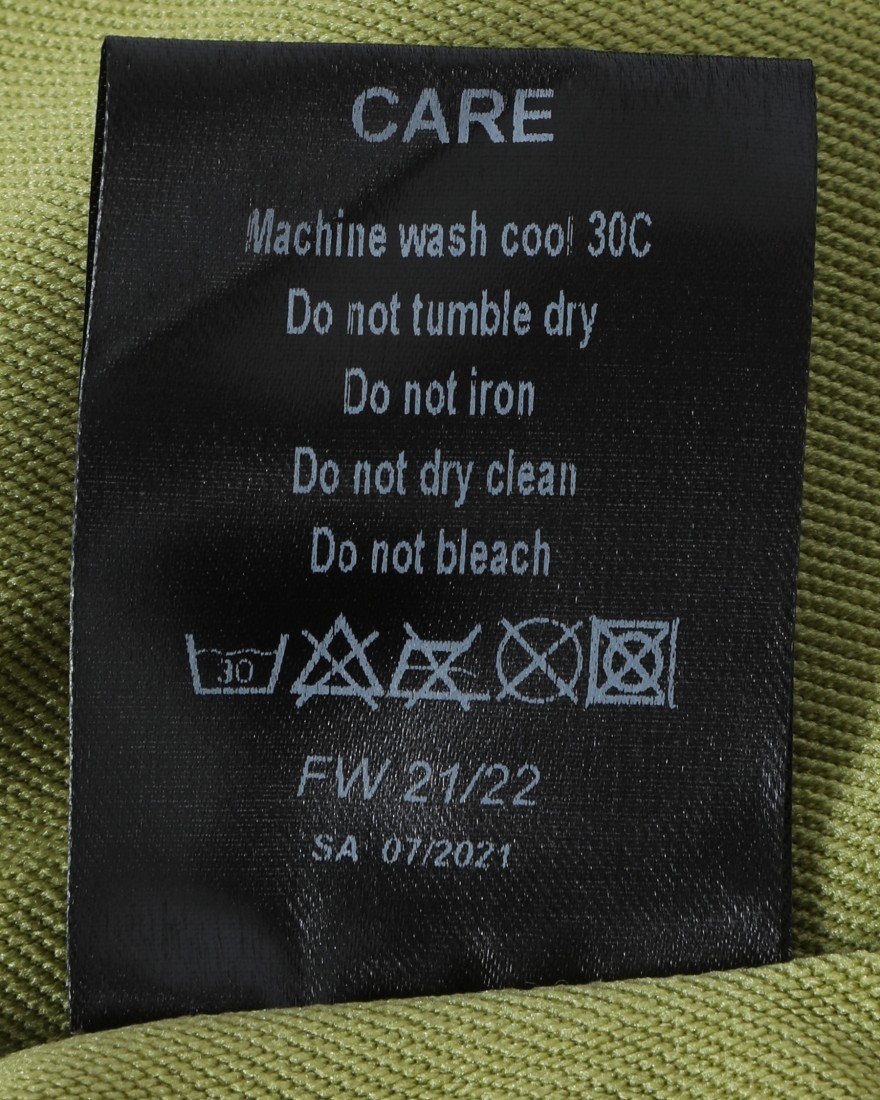 CARE
Machine wash cool 30C
Do not tumble dry
Do not iron
Do not dry clean
Do not bleach
30
FW 21/22
SA 07/2021